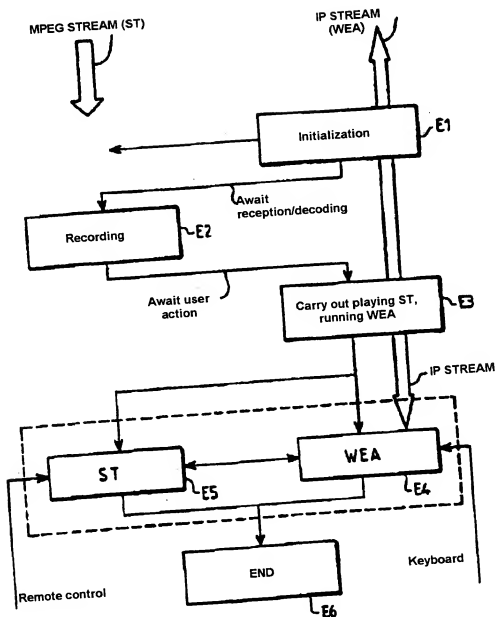 MPEG STREAM (ST)
IP STREAM
(WEA)
Initialization
E1
Await
reception/decoding
Recording
E2
Await user
action
Carry out playing ST,
running WEA
E3
IP STREAM
ST
E5
WEA
E4
Remote control
END
E6
Keyboard